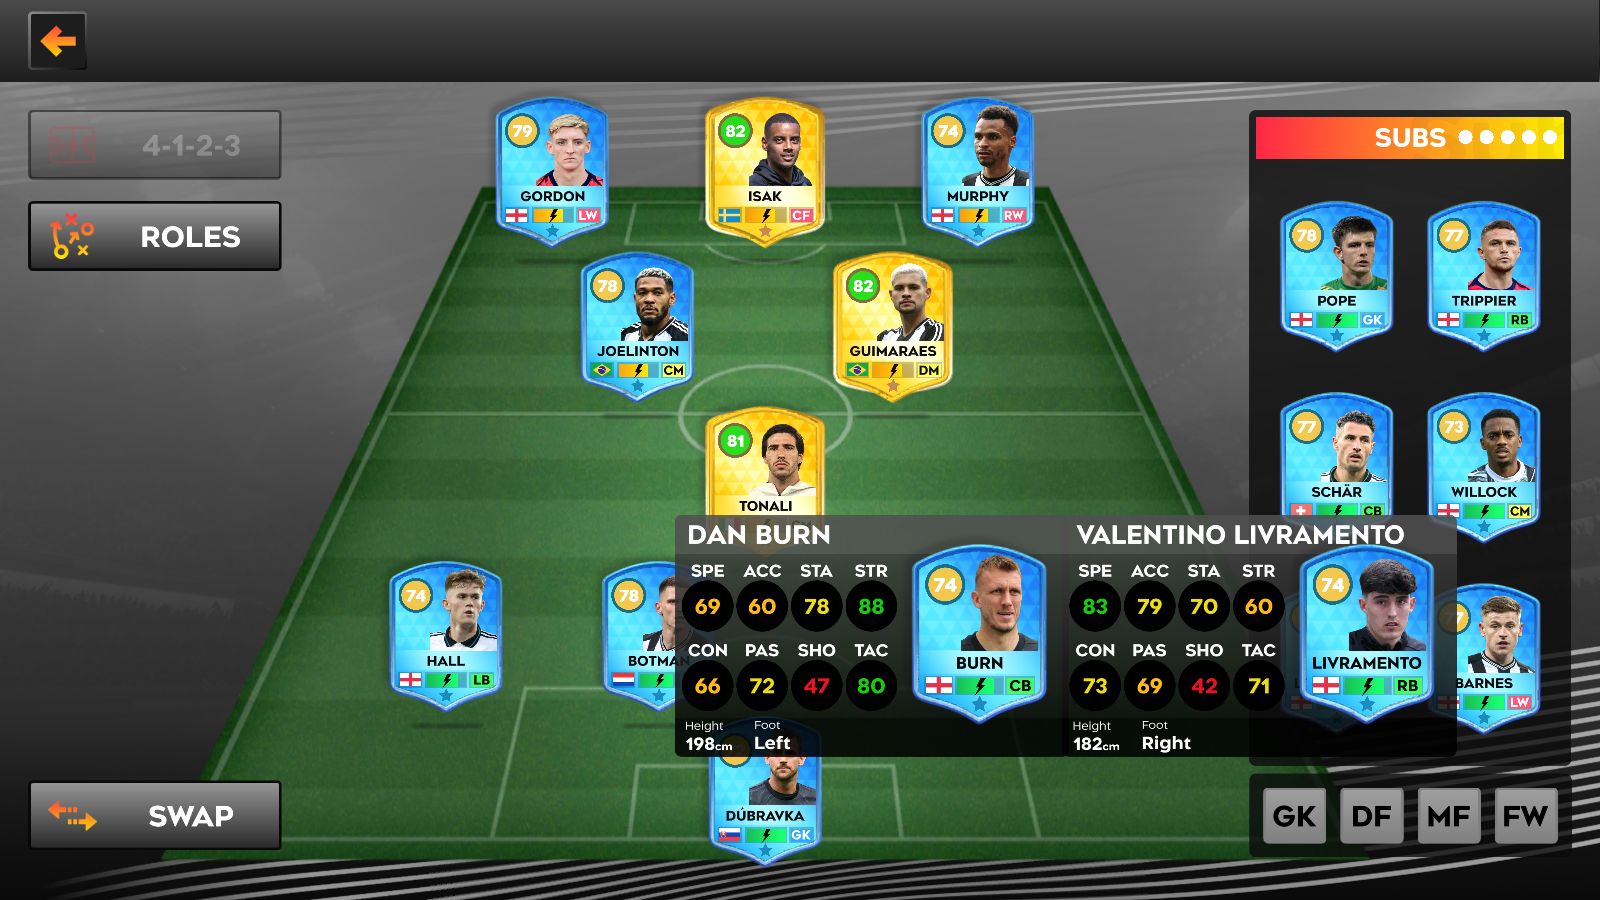 4-1-2-3
ROLES
SWAP
79
GORDON
LW
82
ISAK
CF
74
MURPHY
RW
78
JOELINTON
CM
82
GUIMARAES
DM
81
TONALI
74
HALL
LB
78
BOTMAN
DÚBRAVKA
GK
DAN BURN
SPE ACC STA STR
69 60 78 88
CON PAS SHO TAC
66 72 47 80
Height Foot
198cm Left
74
BURN
CB
VALENTINO LIVRAMENTO
SPE ACC STA STR
83 79 70 60
CON PAS SHO TAC
73 69 42 71
Height Foot
182cm Right
74
LIVRAMENTO
RB
SUBS
78
POPE
GK
77
TRIPPIER
RB
77
SCHÄR
CB
73
WILLOCK
CM
BARNES
LW
GK DF MF FW